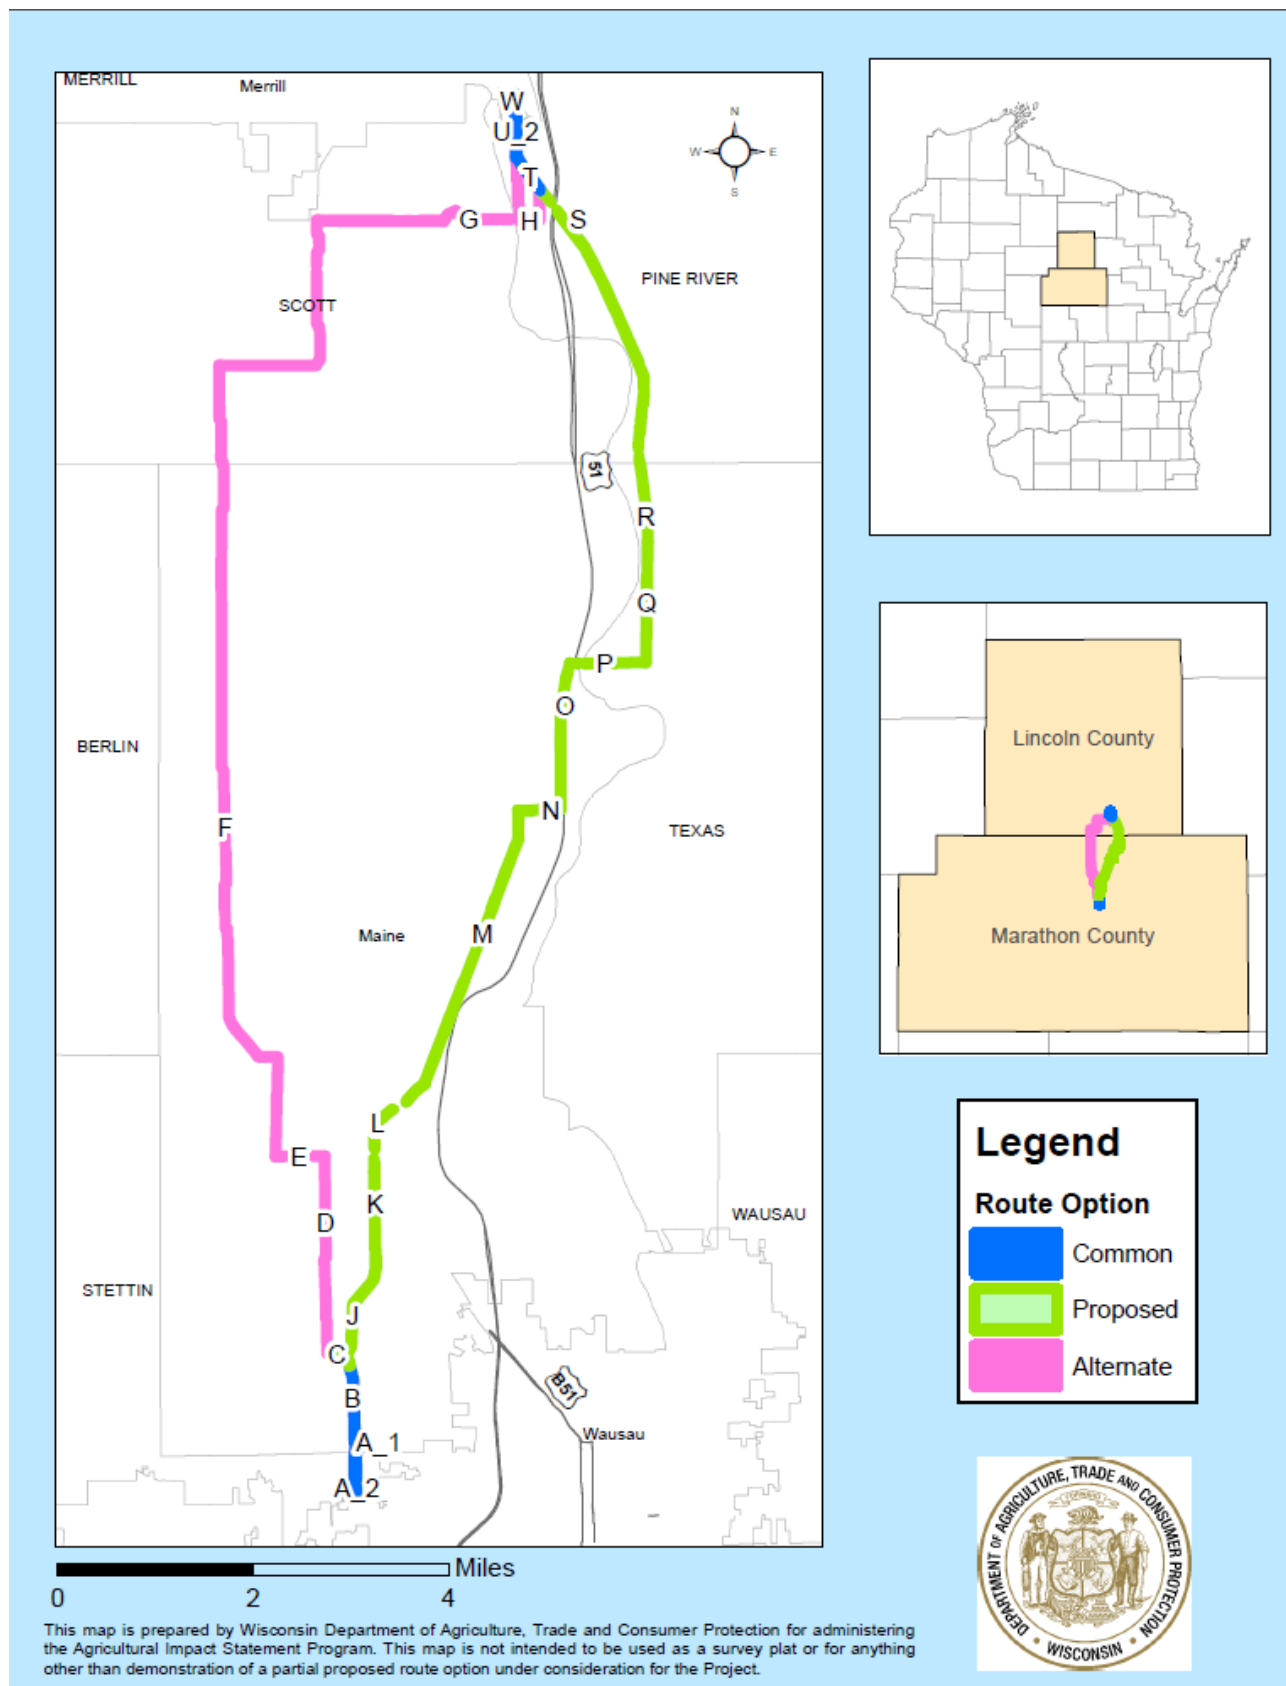 MERRILL
Merrill
W
U_2
T
N
W
E
S
G
H
S
PINE RIVER
SCOTT
51
R
Q
P
O
BERLIN
N
F
TEXAS
M
Maine
L
E
K
D
WAUSAU
STETTIN
J
C
B
B51
A_1
Wausau
A_2
0
2
4
Miles
This map is prepared by Wisconsin Department of Agriculture, Trade and Consumer Protection for administering
the Agricultural Impact Statement Program. This map is not intended to be used as a survey plat or for anything
other than demonstration of a partial proposed route option under consideration for the Project.
Lincoln County
Marathon County
Legend
Route Option
Common
Proposed
Alternate
DEPARTMENT OF AGRICULTURE, TRADE AND CONSUMER PROTECTION
• WISCONSIN •